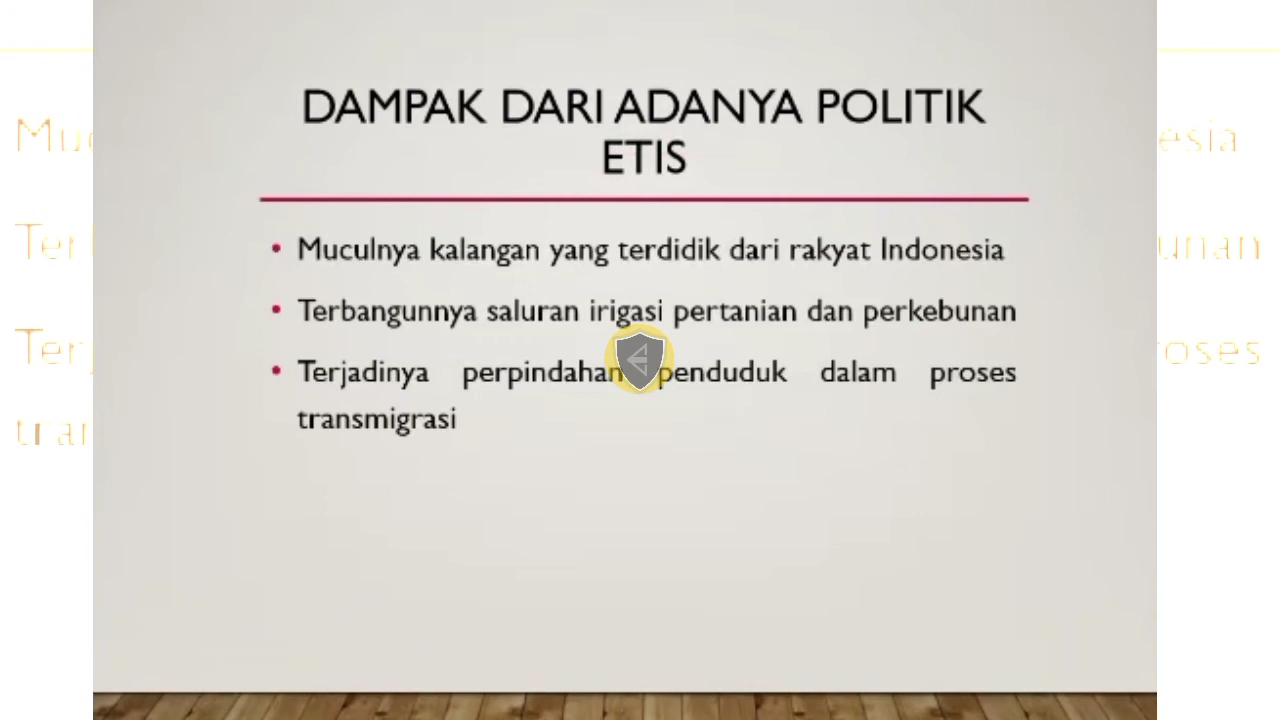 DAMPAK DARI ADANYA POLITIK
ETIS
• Muculnya kalangan yang terdidik dari rakyat Indonesia
• Terbangunnya saluran irigasi pertanian dan perkebunan
• Terjadinya perpindahan penduduk dalam proses
transmigrasi